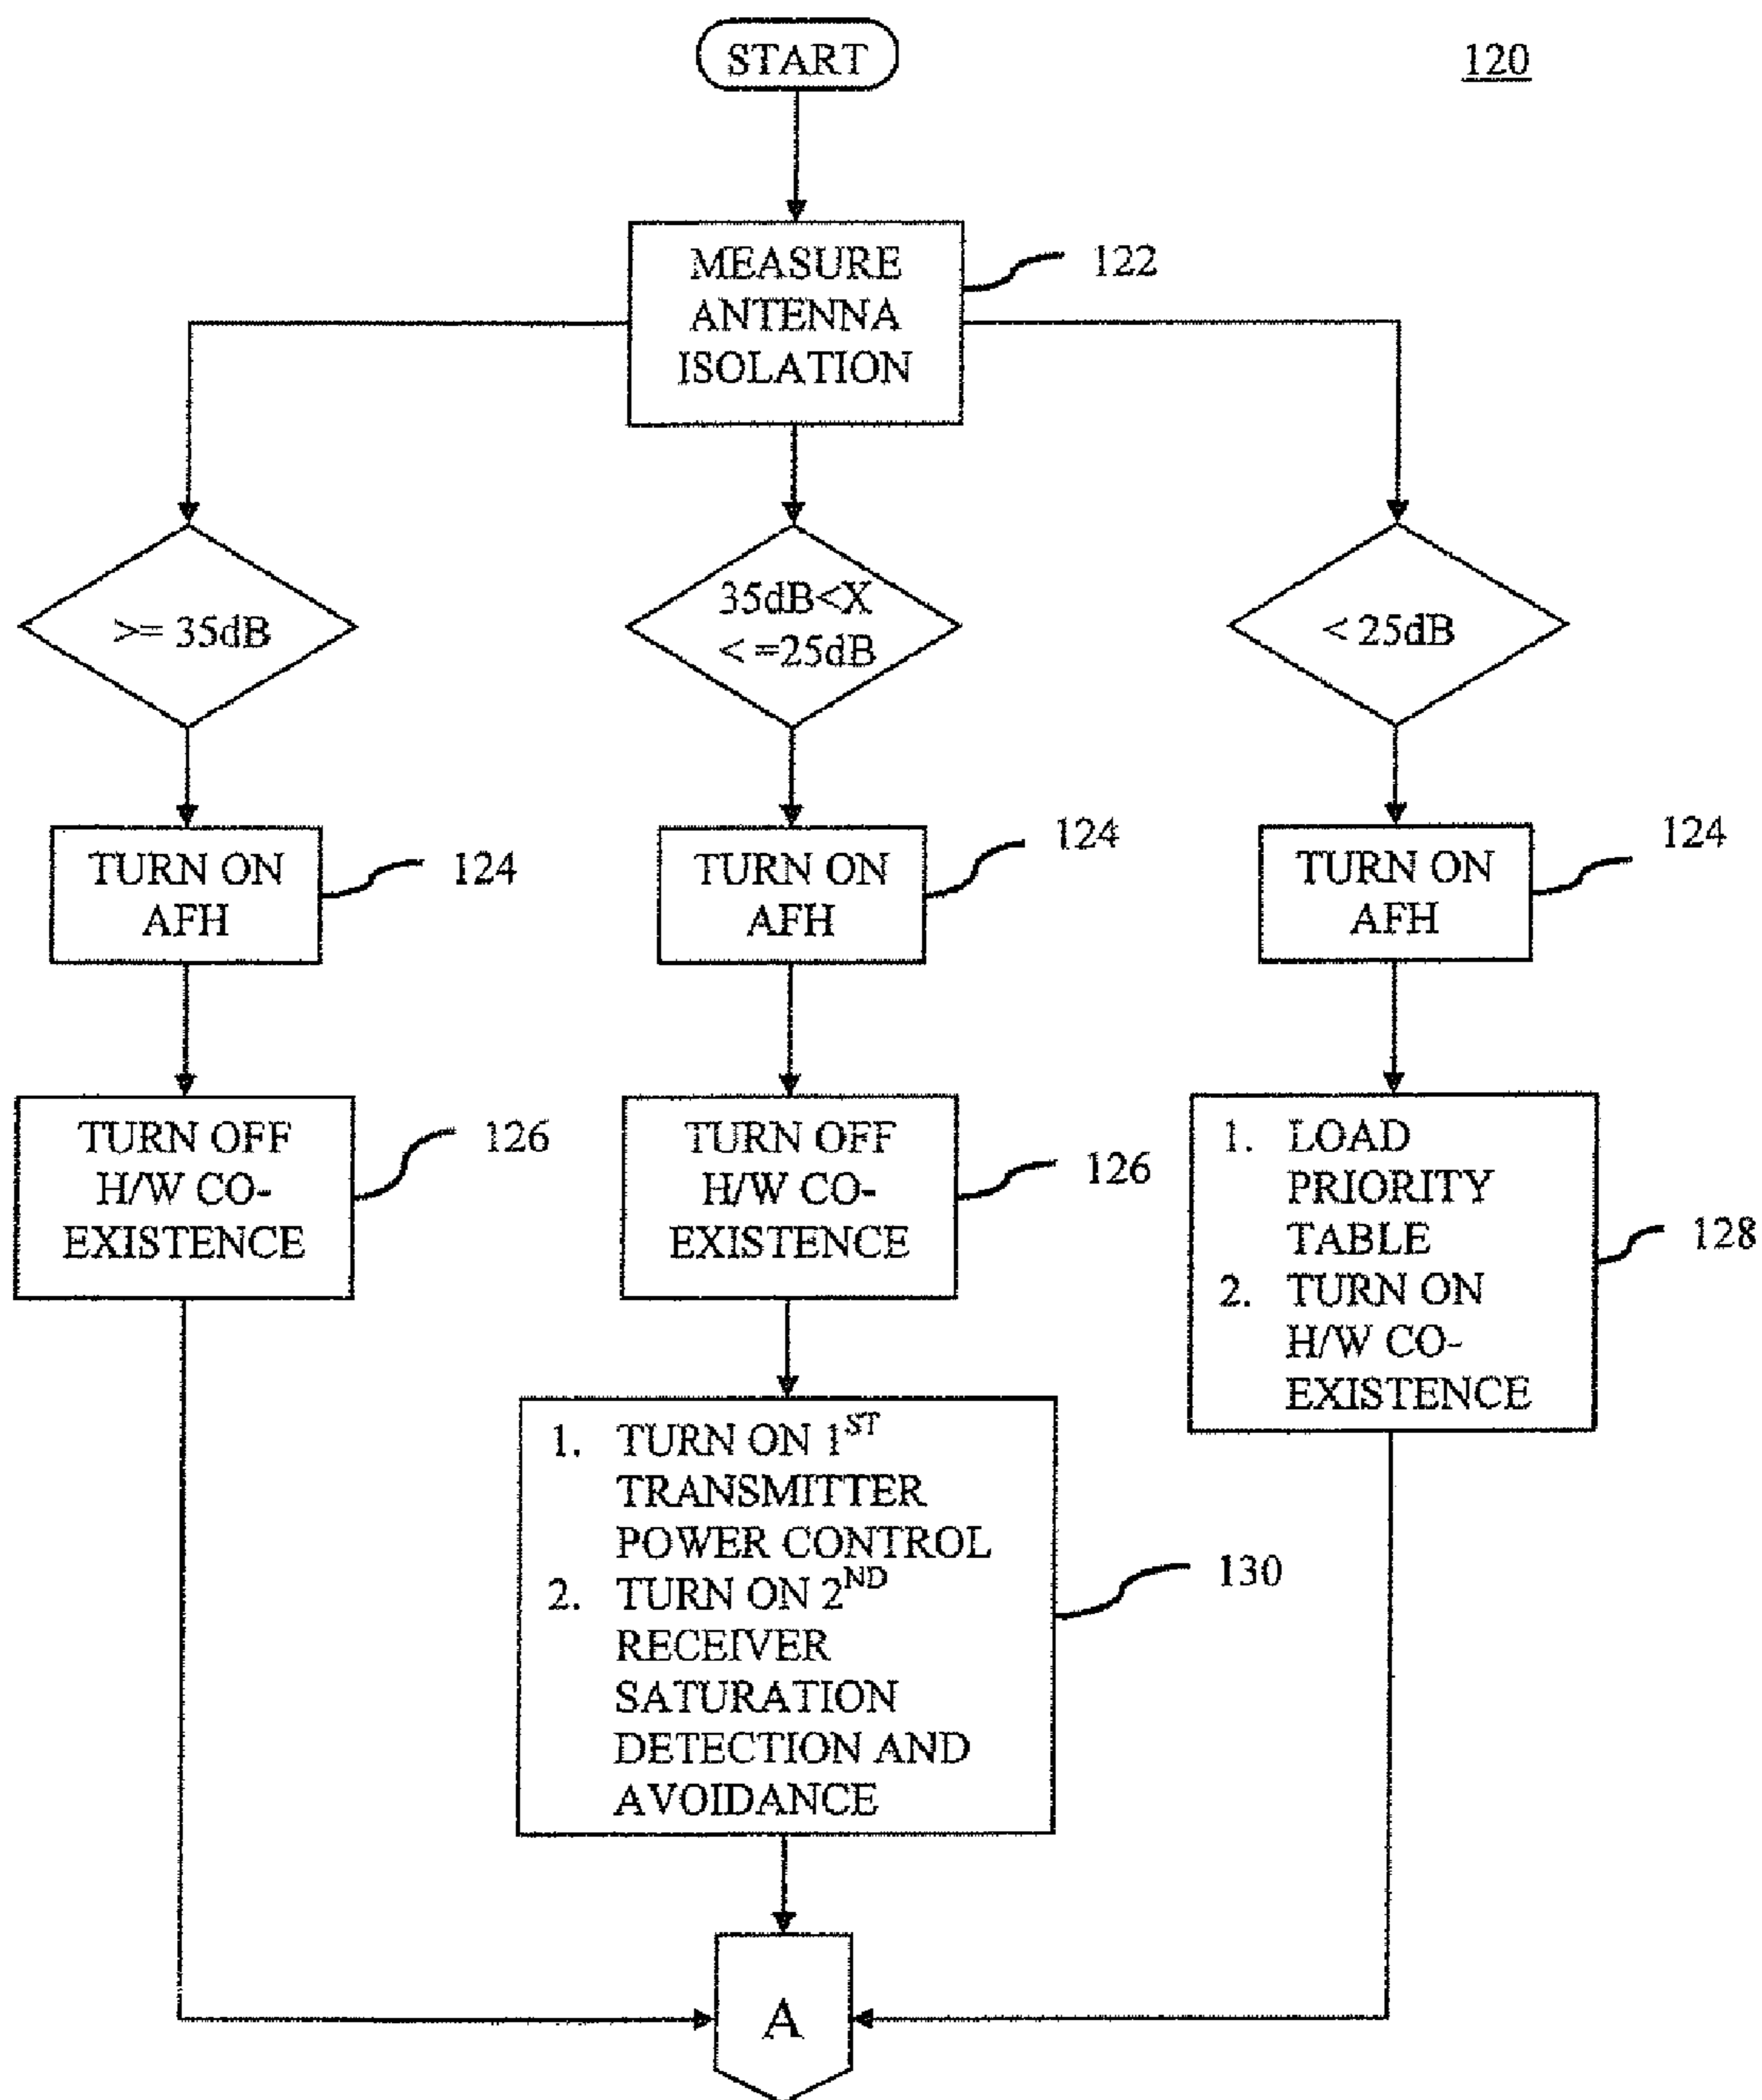 START
120
MEASURE
ANTENNA
ISOLATION
122
>= 35dB
35dB<X
< =25dB
< 25dB
TURN ON
AFH
124
TURN ON
AFH
124
TURN ON
AFH
124
TURN OFF
H/W CO-
EXISTENCE
126
TURN OFF
H/W CO-
EXISTENCE
126
1. LOAD
PRIORITY
TABLE
2. TURN ON
H/W CO-
EXISTENCE
128
1. TURN ON 1ST
TRANSMITTER
POWER CONTROL
2. TURN ON 2ND
RECEIVER
SATURATION
DETECTION AND
AVOIDANCE
130
A